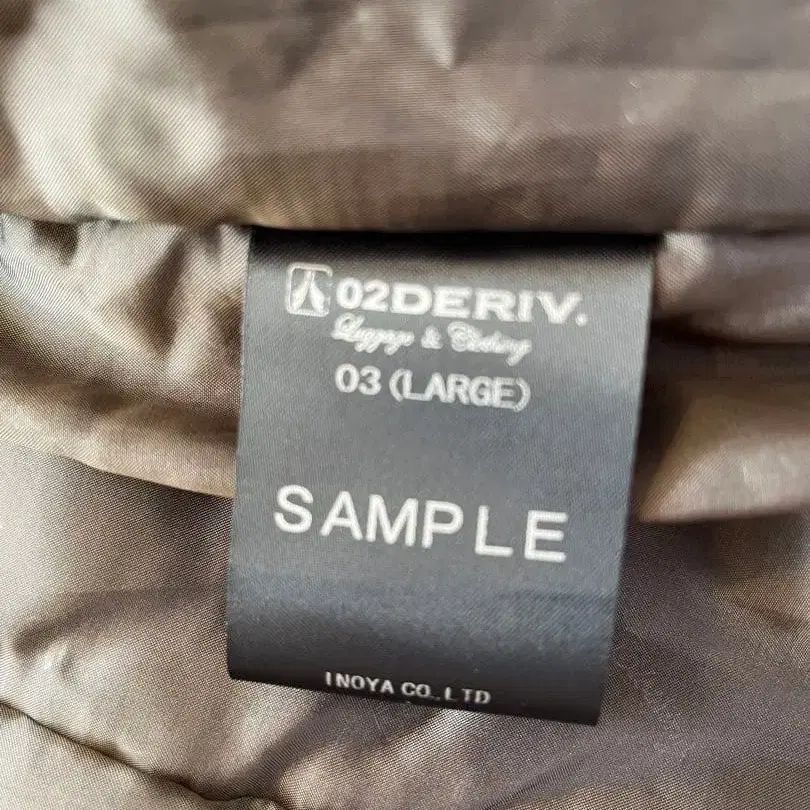 02DERIV.
Luggage & Clothing
03 (LARGE)
SAMPLE
INOYA CO.,LTD